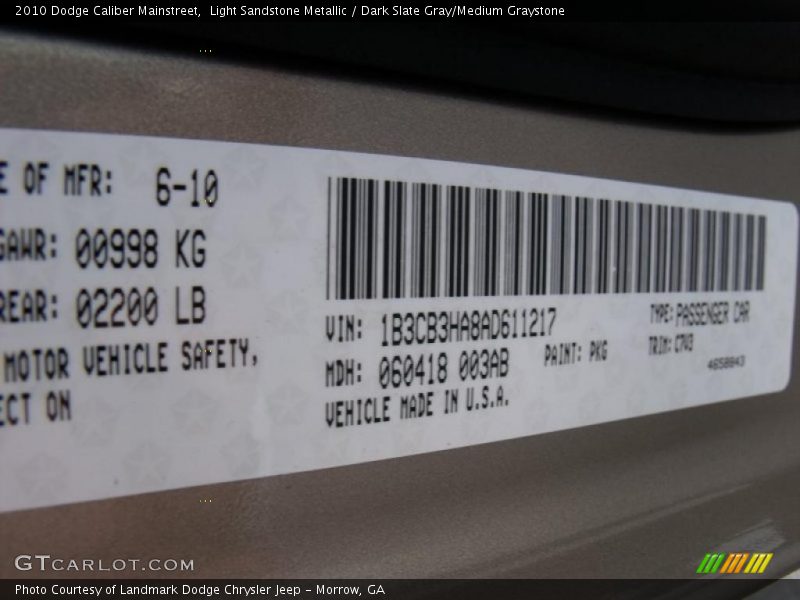 2010 Dodge Caliber Mainstreet, Light Sandstone Metallic / Dark Slate Gray/Medium Graystone
E OF MFR: 6-10
GAWR: 00998 KG
REAR: 02200 LB
MOTOR VEHICLE SAFETY,
ECT ON
VIN: 1B3CB3HA8AD611217
TYPE: PASSENGER CAR
MDH: 060418 003AB
PAINT: PKG
TRIM: C7V3
VEHICLE MADE IN U.S.A.
4658843
GTCARLOT.COM
Photo Courtesy of Landmark Dodge Chrysler Jeep - Morrow, GA